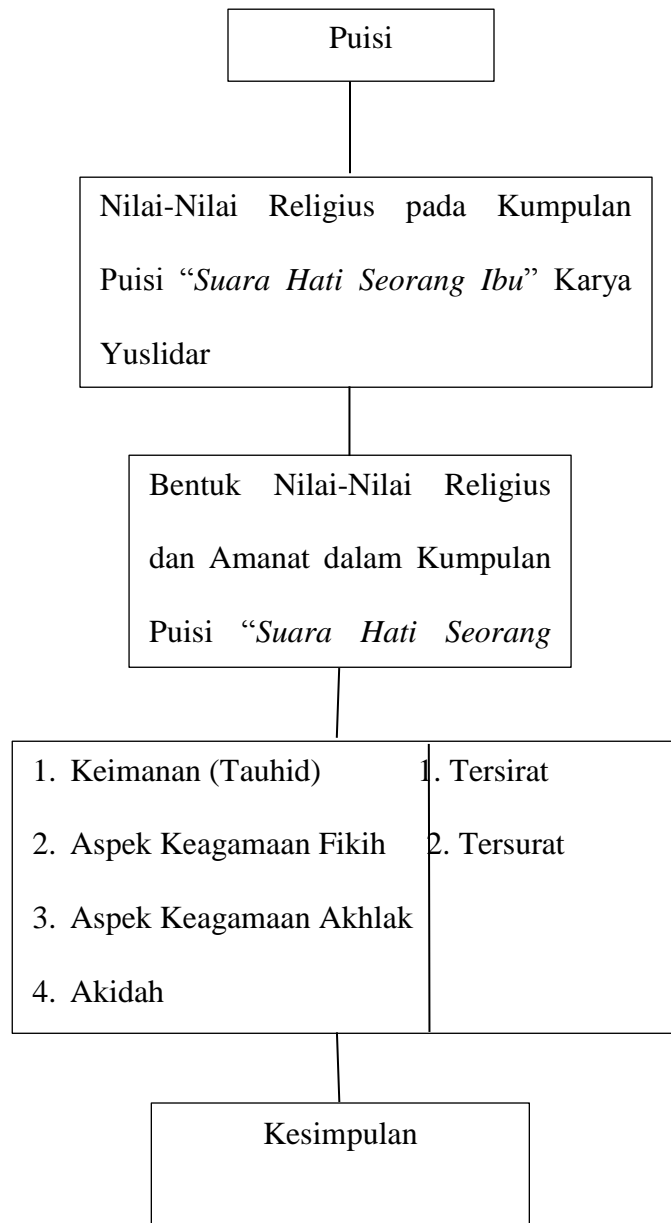 Puisi
Nilai-Nilai Religius pada Kumpulan
Puisi “Suara Hati Seorang Ibu” Karya
Yuslidar
Bentuk Nilai-Nilai Religius
dan Amanat dalam Kumpulan
Puisi “Suara Hati Seorang
1. Keimanan (Tauhid) 1. Tersirat
2. Aspek Keagamaan Fikih 2. Tersurat
3. Aspek Keagamaan Akhlak
4. Akidah
Kesimpulan